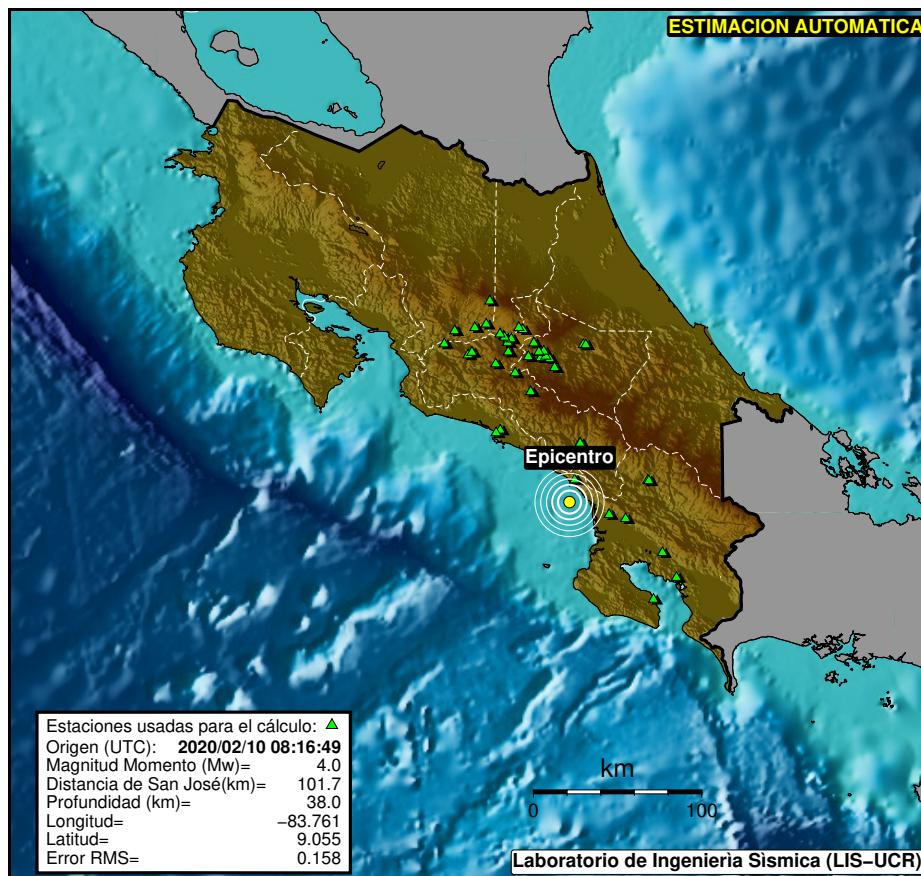 ESTIMACION AUTOMATICA
Epicentro
Estaciones usadas para el cálculo:
Origen (UTC): 2020/02/10 08:16:49
Magnitud Momento (Mw)= 4.0
Distancia de San José(km)= 101.7
Profundidad (km)= 38.0
Longitud= −83.761
Latitud= 9.055
Error RMS= 0.158
km
0 100
Laboratorio de Ingenierìa Sìsmica (LIS−UCR)